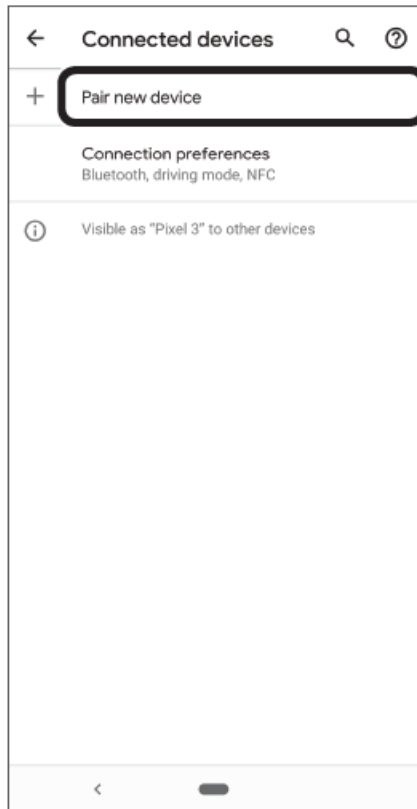 Connected devices
Pair new device
Connection preferences
Bluetooth, driving mode, NFC
Visible as "Pixel 3" to other devices